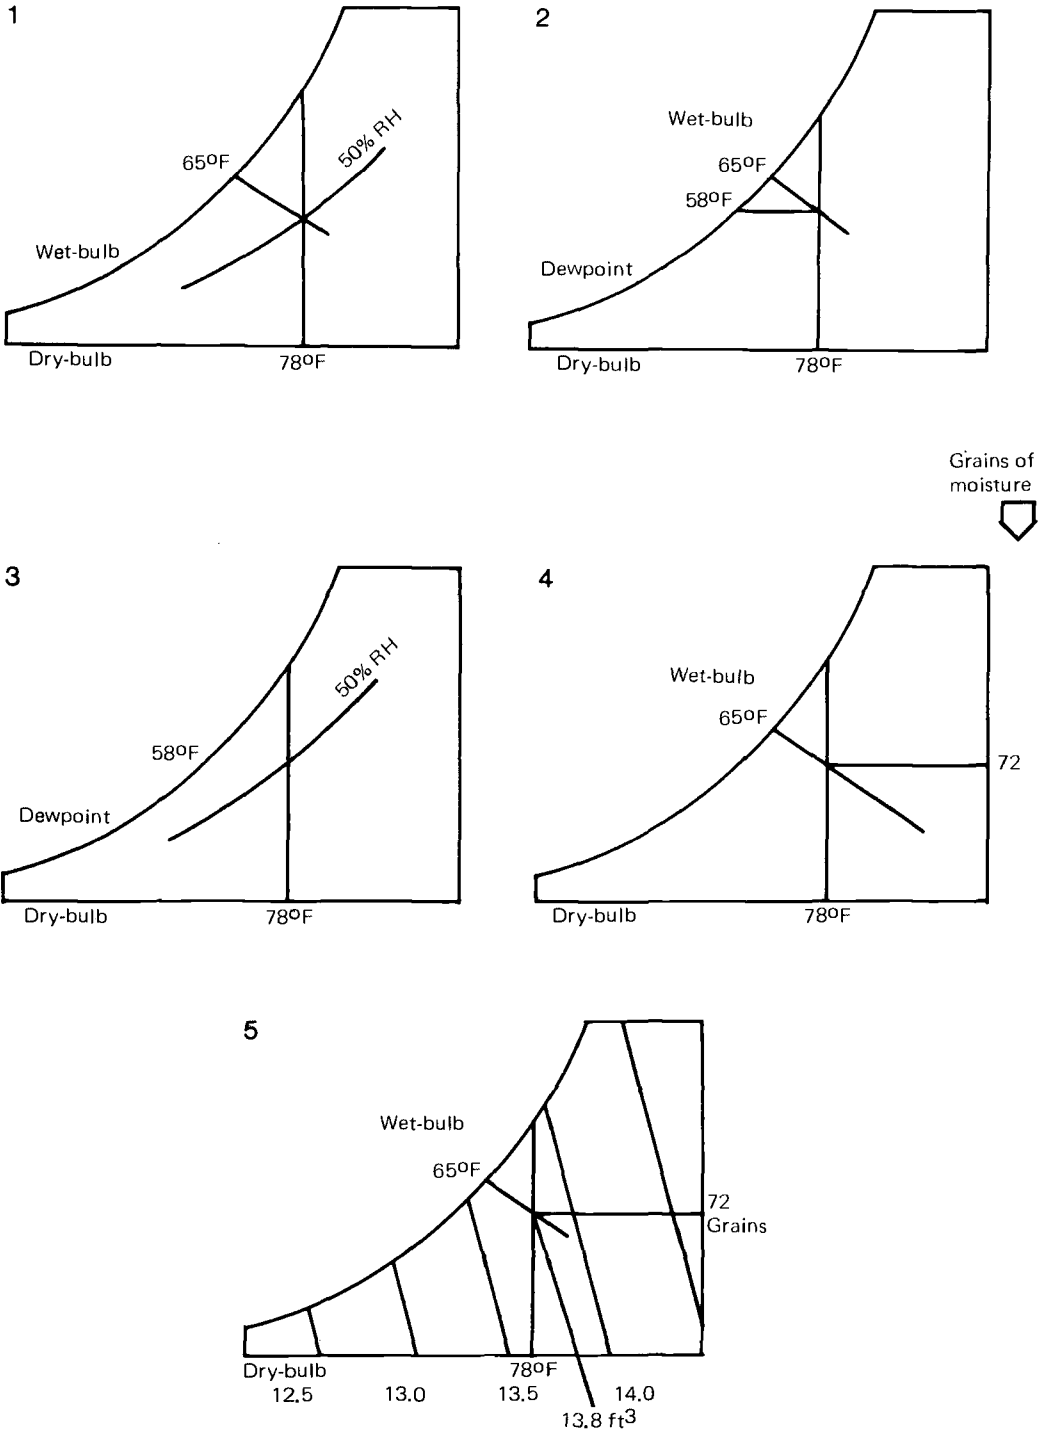 1
50% RH
65°F
Wet-bulb
Dry-bulb
78°F
2
Wet-bulb
65°F
58°F
Dewpoint
Dry-bulb
78°F
Grains of
moisture
3
50% RH
58°F
Dewpoint
Dry-bulb
78°F
4
Wet-bulb
65°F
72
Dry-bulb
78°F
5
Wet-bulb
65°F
72
Grains
Dry-bulb
78°F
12.5 13.0 13.5 14.0
13.8 ft³